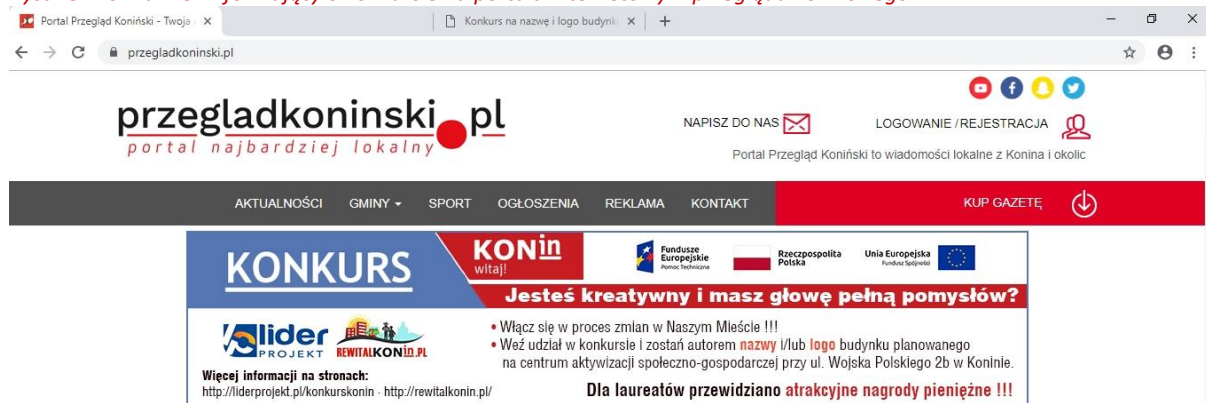 Portal Przegląd Koniński - Twoja
Konkurs na nazwę i logo budynk
przegladkoninski.pl
przegladkoninski.pl
portal najbardziej lokalny
NAPISZ DO NAS
LOGOWANIE /REJESTRACJA
Portal Przegląd Koniński to wiadomości lokalne z Konina i okolic
AKTUALNOŚCI GMINY SPORT OGŁOSZENIA REKLAMA KONTAKT KUP GAZETĘ
KONKURS
KONin
witaj!
Fundusze
Europejskie
Pomoc Techniczna
Rzeczpospolita
Polska
Unia Europejska
Fundusz Spójności
Jesteś kreatywny i masz głowę pełną pomysłów?
lider
PROJEKT
REWITALKONin.PL
• Włącz się w proces zmian w Naszym Mieście !!!
• Weź udział w konkursie i zostań autorem nazwy i/lub logo budynku planowanego
na centrum aktywizacji społeczno-gospodarczej przy ul. Wojska Polskiego 2b w Koninie.
Więcej informacji na stronach:
http://liderprojekt.pl/konkurskonin - http://rewitalkonin.pl/
Dla laureatów przewidziano atrakcyjne nagrody pieniężne !!!